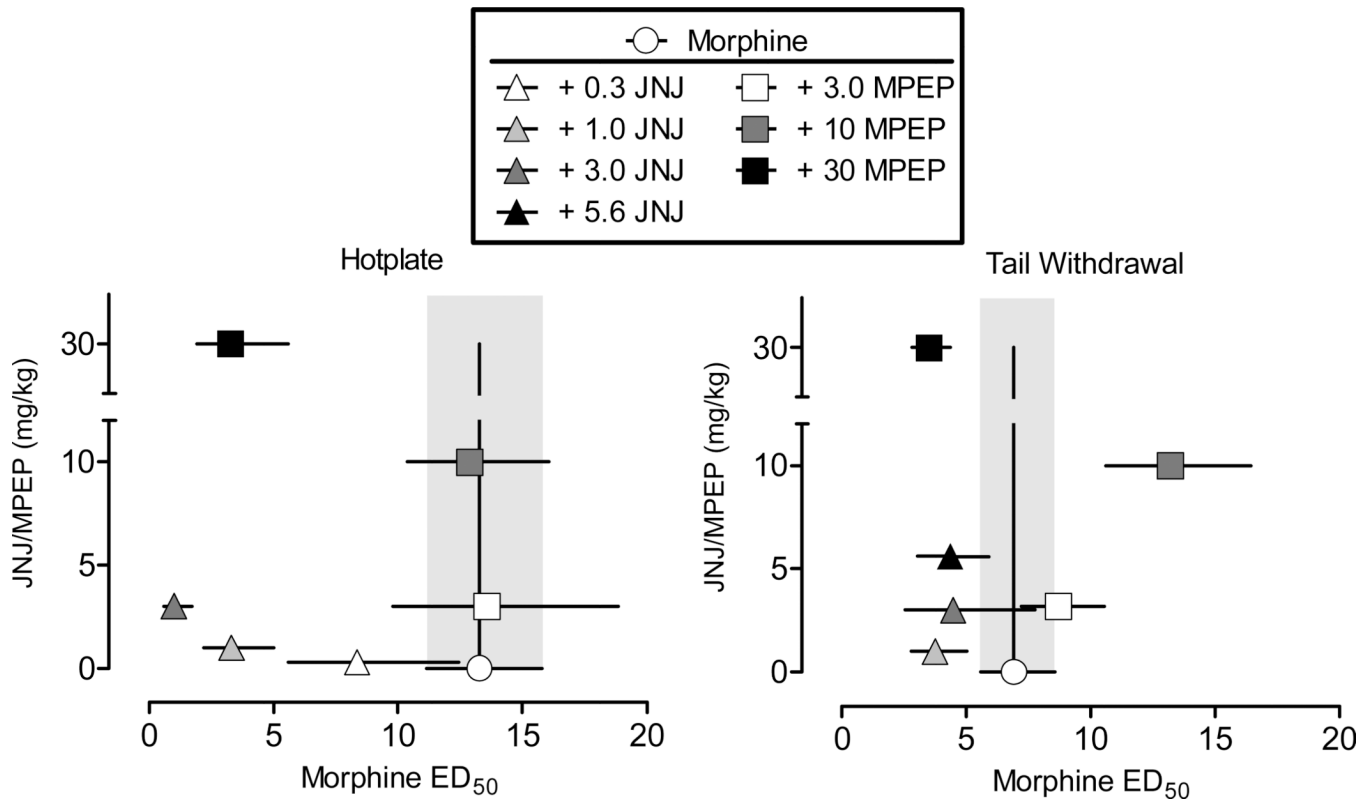 Morphine
+ 0.3 JNJ
+ 3.0 MPEP
+ 1.0 JNJ
+ 10 MPEP
+ 3.0 JNJ
+ 30 MPEP
+ 5.6 JNJ
Hotplate
JNJ/MPEP (mg/kg)
30
10
5
0
0 5 10 15 20
Morphine ED50
Tail Withdrawal
JNJ/MPEP (mg/kg)
30
10
5
0
0 5 10 15 20
Morphine ED50